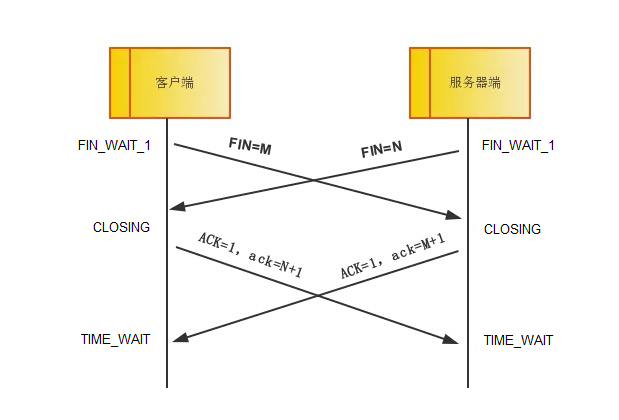 客户端
服务器端
FIN_WAIT_1
FIN=M
FIN=N
FIN_WAIT_1
CLOSING
CLOSING
ACK=1, ack=N+1
ACK=1, ack=M+1
TIME_WAIT
TIME_WAIT